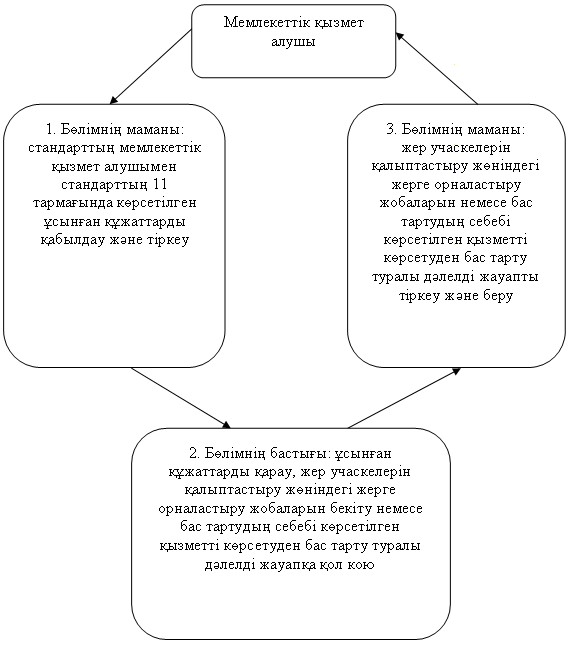 Мемлекеттік қызмет
алушы
1. Бөлімнің маманы:
стандарттың мемлекеттік
қызмет алушымен
стандарттың 11
тармағында көрсетілген
ұсынған құжаттарды
қабылдау және тіркеу
3. Бөлімнің маманы:
жер учаскелерін
қалыптастыру жөніндегі
жерге орналастыру
жобаларын немесе бас
тартудың себебі
көрсетілген қызметті
көрсетуден бас тарту
туралы дәлелді жауапты
тіркеу және беру
2. Бөлімнің бастығы: ұсынған
құжаттарды қарау, жер учаскелерін
қалыптастыру жөніндегі жерге
орналастыру жобаларын бекіту немесе
бас тартудың себебі көрсетілген
қызметті көрсетуден бас тарту туралы
дәлелді жауапқа қол кою